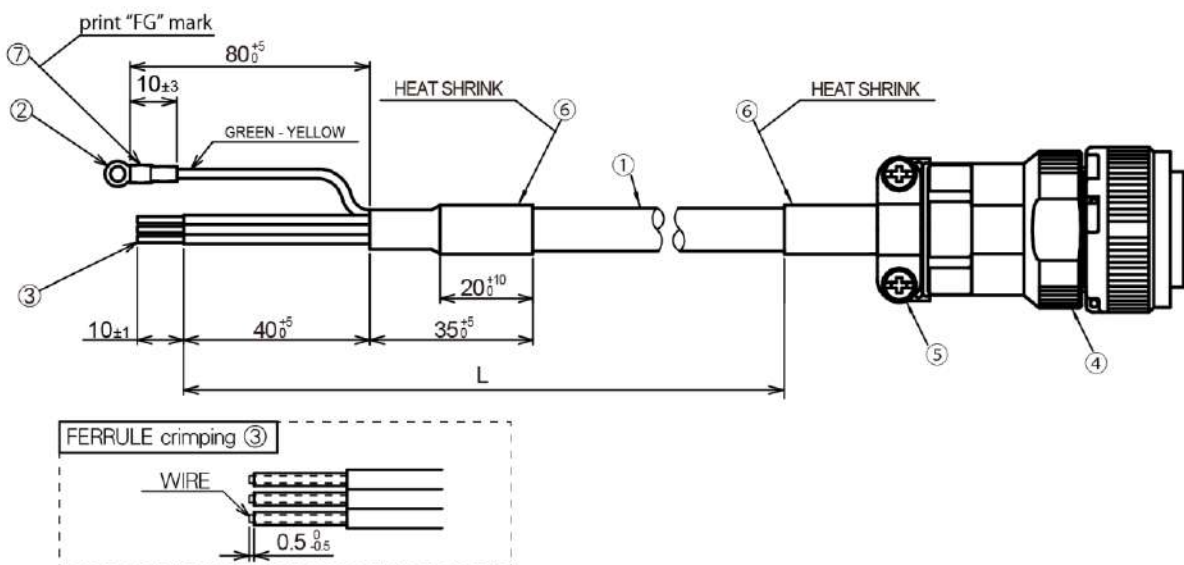 print “FG” mark
⑦
80 +5 0
10±3
HEAT SHRINK
⑥
⑥
HEAT SHRINK
②
GREEN - YELLOW
①
③
20 +10 0
10±1
40 +5 0
35 +5 0
⑤
④
L
FERRULE crimping ③
WIRE
0.5 0 -0.5